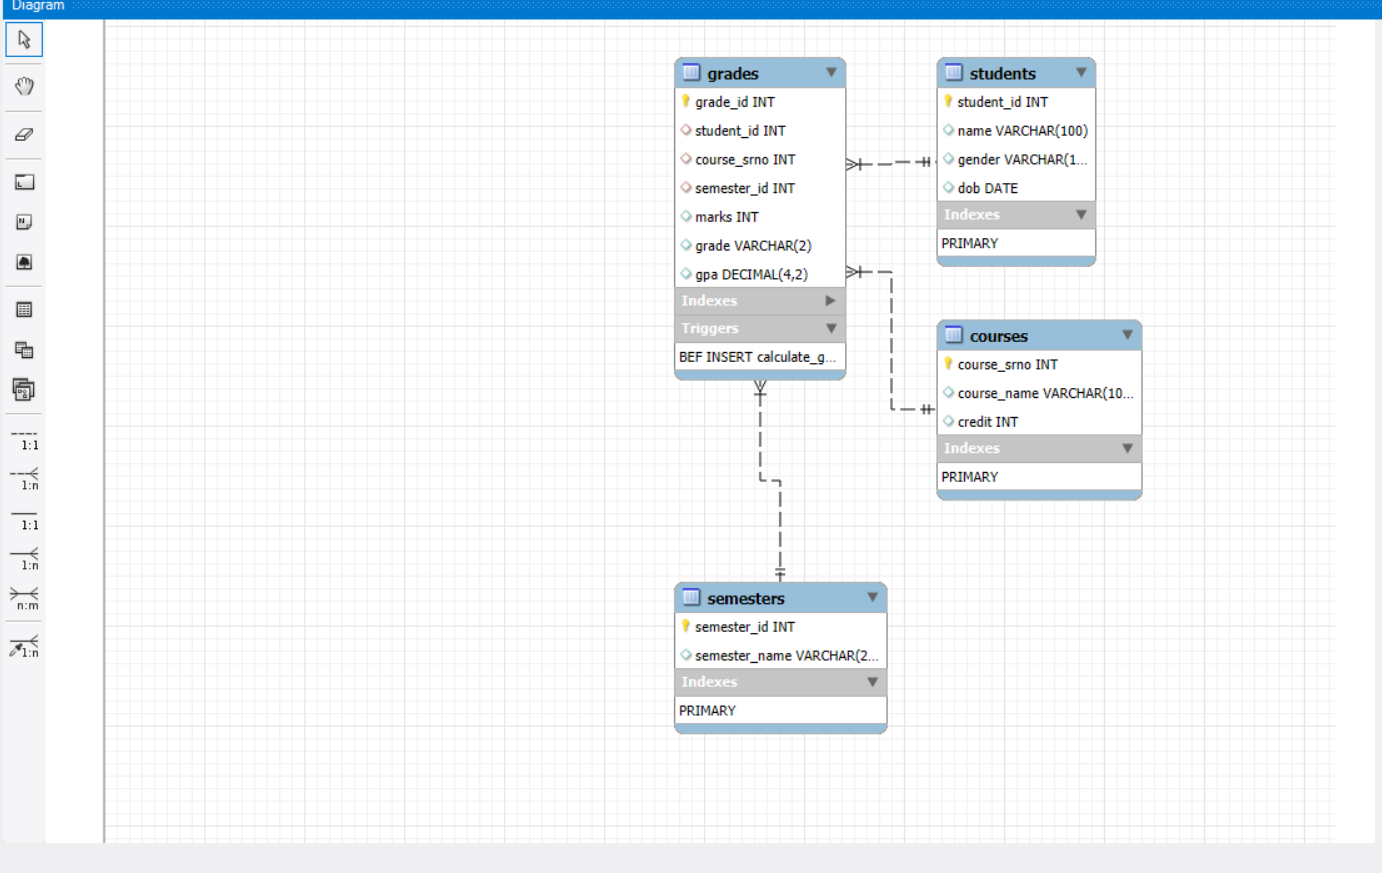 Diagram
1:1
1:n
1:1
1:n
n:m
1:n
grades
grade_id INT
student_id INT
course_srno INT
semester_id INT
marks INT
grade VARCHAR(2)
gpa DECIMAL(4,2)
Indexes
Triggers
BEF INSERT calculate_g...
students
student_id INT
name VARCHAR(100)
gender VARCHAR(1...
dob DATE
Indexes
PRIMARY
courses
course_srno INT
course_name VARCHAR(10...
credit INT
Indexes
PRIMARY
semesters
semester_id INT
semester_name VARCHAR(2...
Indexes
PRIMARY